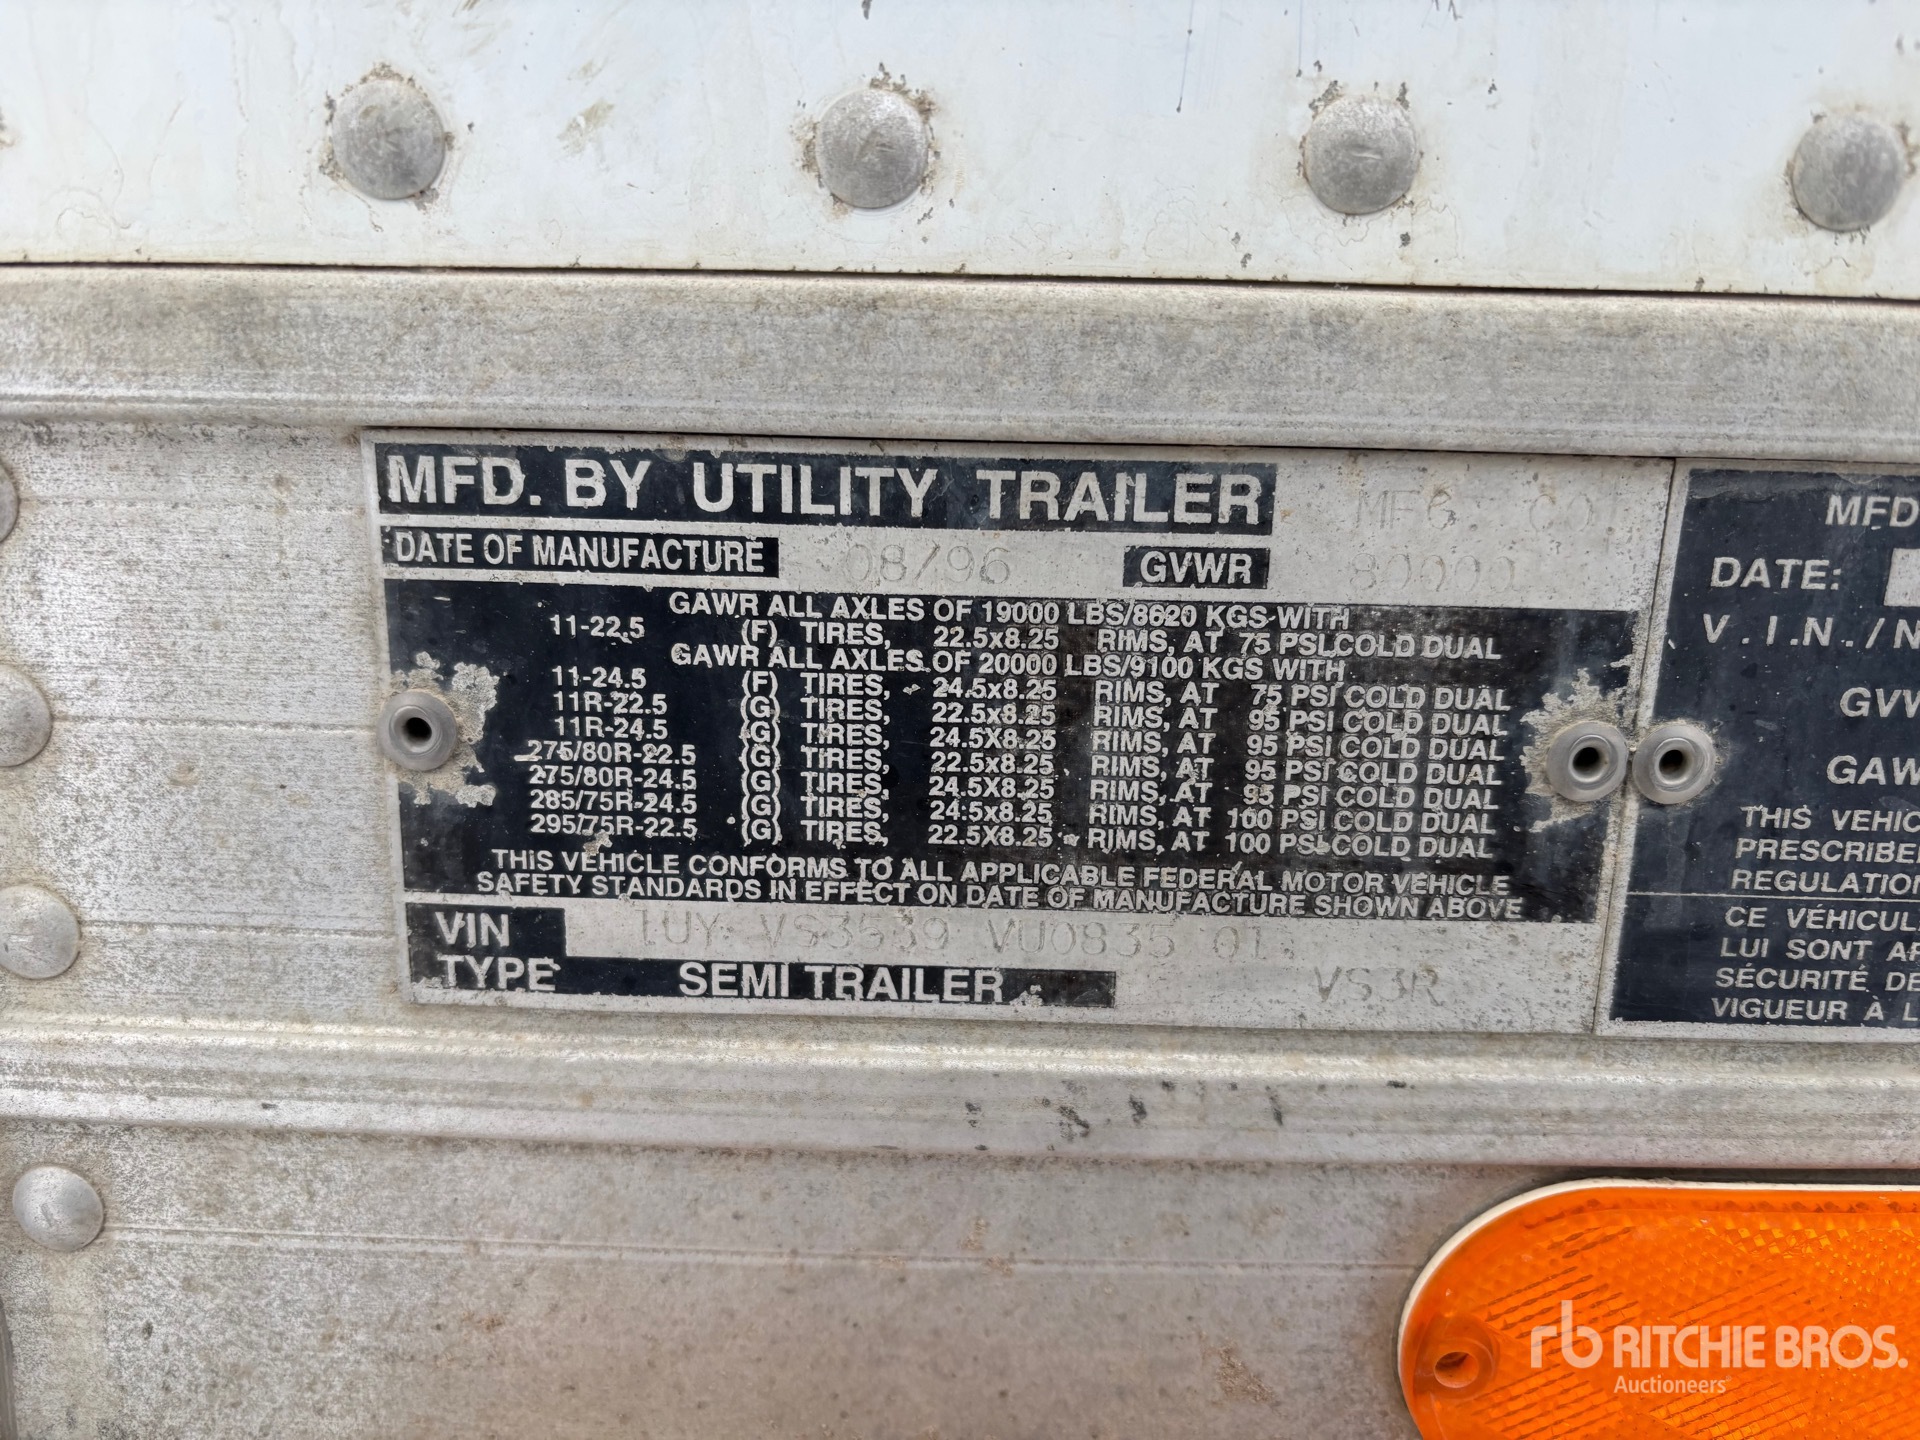 MFD. BY UTILITY TRAILER
DATE OF MANUFACTURE 08/96 GVWR 80000
GAWR ALL AXLES OF 19000 LBS/8620 KGS WITH
11-22.5 (F) TIRES, 22.5x8.25 RIMS, AT 75 PSI COLD DUAL
GAWR ALL AXLES OF 20000 LBS/9100 KGS WITH
11-24.5 (F) TIRES, 24.5x8.25 RIMS, AT 75 PSI COLD DUAL
11R-22.5 (G) TIRES, 22.5x8.25 RIMS, AT 95 PSI COLD DUAL
11R-24.5 (G) TIRES, 24.5X8.25 RIMS, AT 95 PSI COLD DUAL
275/80R-22.5 (G) TIRES, 22.5x8.25 RIMS, AT 95 PSI COLD DUAL
275/80R-24.5 (G) TIRES, 24.5X8.25 RIMS, AT 95 PSI COLD DUAL
285/75R-24.5 (G) TIRES, 24.5x8.25 RIMS, AT 100 PSI COLD DUAL
295/75R-22.5 (G) TIRES, 22.5X8.25 RIMS, AT 100 PSI COLD DUAL
THIS VEHICLE CONFORMS TO ALL APPLICABLE FEDERAL MOTOR VEHICLE
SAFETY STANDARDS IN EFFECT ON DATE OF MANUFACTURE SHOWN ABOVE
VIN 1UY VS3539 VU0835 01
TYPE SEMI TRAILER VS3R
MFD
DATE:
V.I.N./N
GVW
GAW
THIS VEHIC
PRESCRIBE
REGULATION
CE VÉHICUL
LUI SONT AP
SÉCURITÉ DE
VIGUEUR À L
rb RITCHIE BROS.
Auctioneers